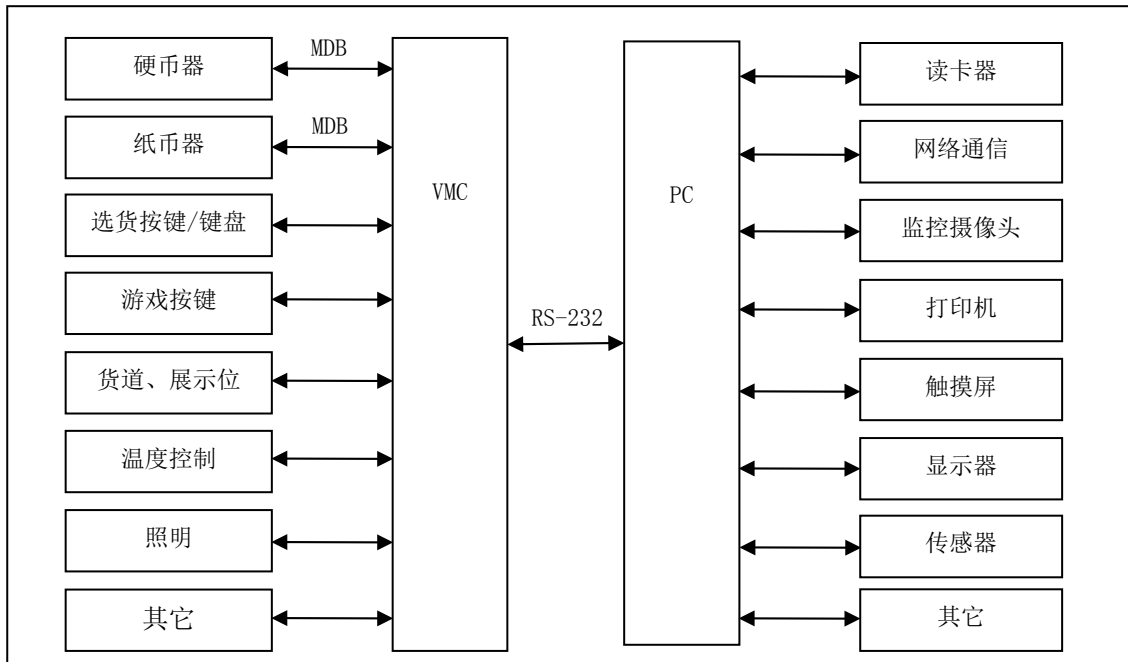 硬币器
MDB
纸币器
MDB
选货按键/键盘
游戏按键
货道、展示位
温度控制
照明
其它
VMC
RS-232
PC
读卡器
网络通信
监控摄像头
打印机
触摸屏
显示器
传感器
其它